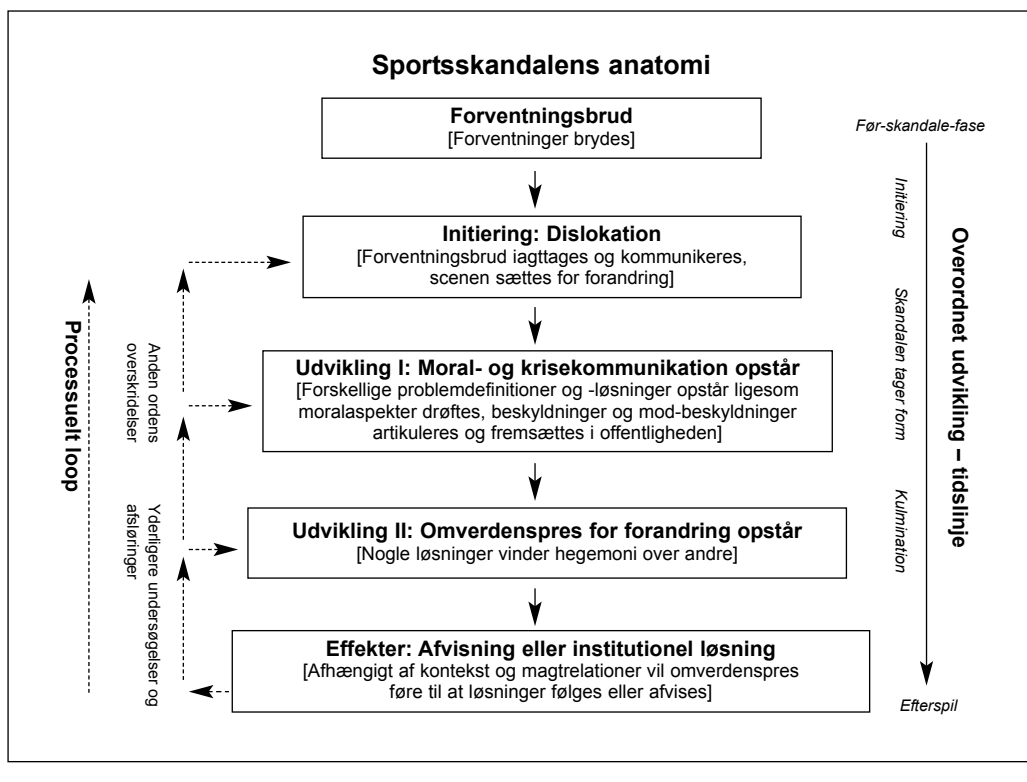 Sportsskandalens anatomi
Forventningsbrud
[Forventninger brydes]
Initiering: Dislokation
[Forventningsbrud iagttages og kommunikeres,
scenen sættes for forandring]
Udvikling I: Moral- og krisekommunikation opstår
[Forskellige problemdefinitioner og -løsninger opstår ligesom
moralaspekter drøftes, beskyldninger og mod-beskyldninger
artikuleres og fremsættes i offentligheden]
Udvikling II: Omverdenspres for forandring opstår
[Nogle løsninger vinder hegemoni over andre]
Effekter: Afvisning eller institutionel løsning
[Afhængigt af kontekst og magtrelationer vil omverdenspres
føre til at løsninger følges eller afvises]
Processuelt loop
Anden ordens
overskridelser
Yderligere undersøgelser og
afsløringer
Før-skandale-fase
Initiering
Skandalen tager form
Kulmination
Efterspil
Overordnet udvikling – tidslinje